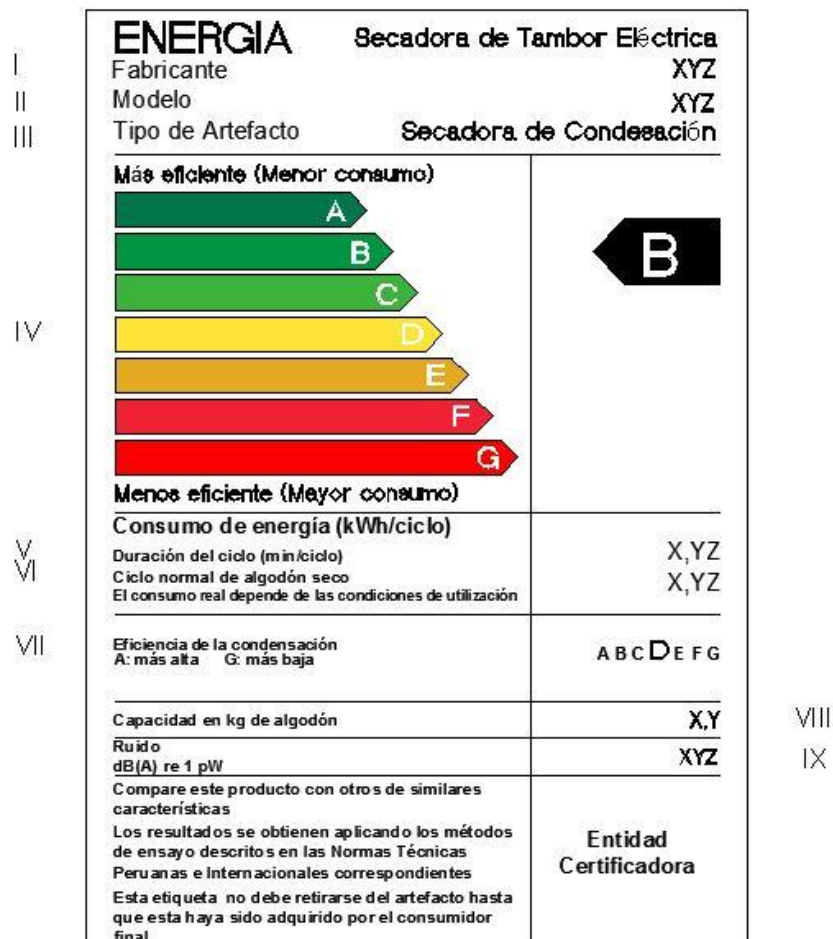 ENERGIA Secadora de Tambor Eléctrica
I Fabricante XYZ
II Modelo XYZ
III Tipo de Artefacto Secadora de Condesación
Más eficiente (Menor consumo)
A
B B
C
IV D
E
F
G
Menos eficiente (Mayor consumo)
Consumo de energía (kWh/ciclo)
V Duración del ciclo (min/ciclo) X,YZ
VI Ciclo normal de algodón seco X,YZ
El consumo real depende de las condiciones de utilización
VII Eficiencia de la condensación
A: más alta G: más baja A B C D E F G
Capacidad en kg de algodón X,Y VIII
Ruido
dB(A) re 1 pW XYZ IX
Compare este producto con otros de similares
características
Los resultados se obtienen aplicando los métodos
de ensayo descritos en las Normas Técnicas
Peruanas e Internacionales correspondientes
Esta etiqueta no debe retirarse del artefacto hasta
que esta haya sido adquirido por el consumidor
final
Entidad
Certificadora